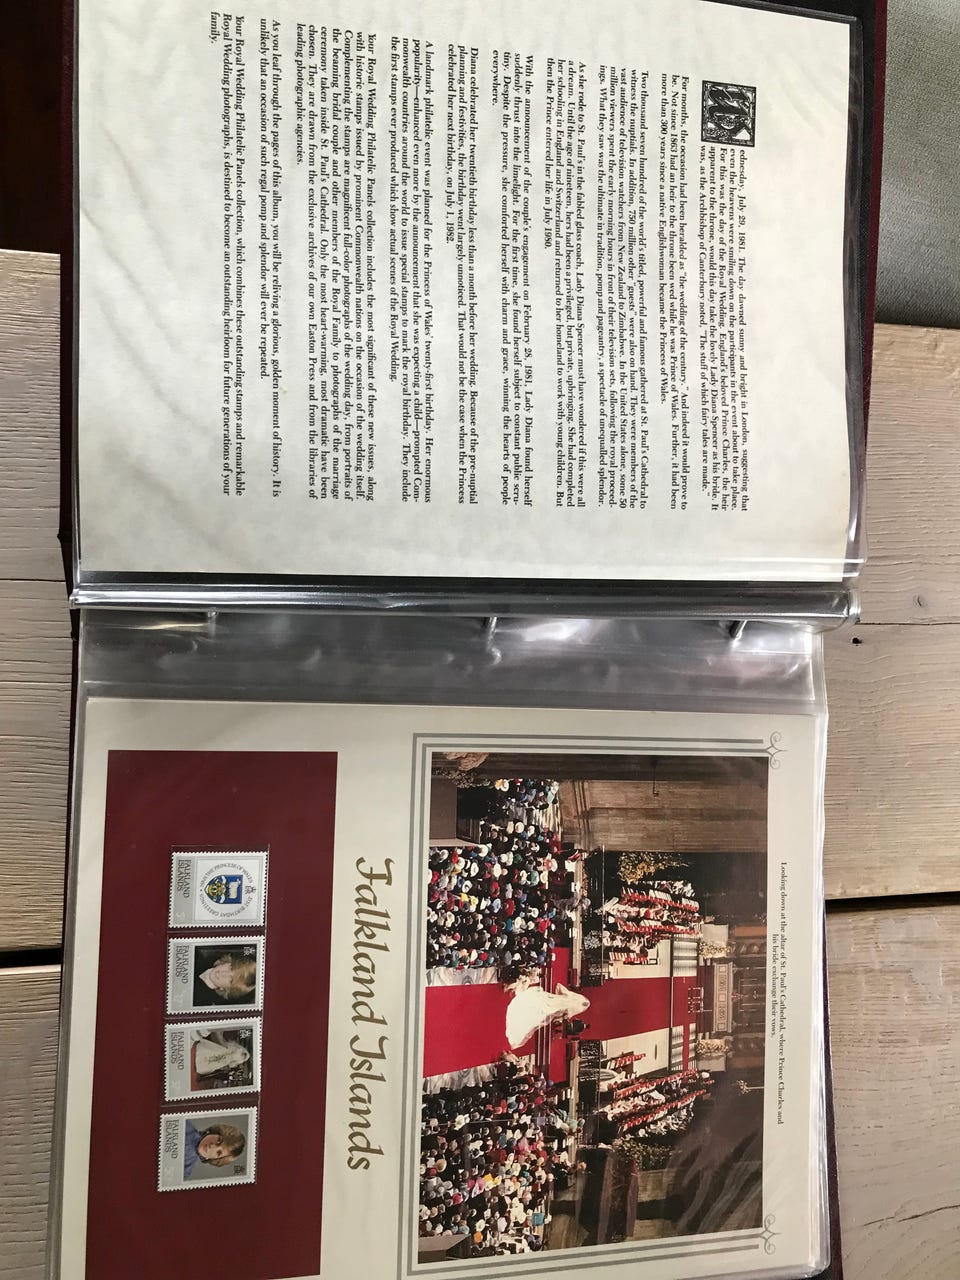 Wednesday, July 29, 1981. The day dawned sunny and bright in London, suggesting that
even the heavens were smiling down on the participants in the event about to take place.
For this was the day of the Royal Wedding. England's beloved Prince Charles, the heir
apparent to the throne, would this day take the lovely Lady Diana Spencer as his bride. It
was, as the Archbishop of Canterbury noted, "The stuff of which fairy tales are made."
For months, the occasion had been heralded as "the wedding of the century." And indeed it would prove to
be. Not since 1863 had an heir to the throne been wed while he was Prince of Wales. Further, it had been
more than 300 years since a native Englishwoman became the Princess of Wales.
Two thousand seven hundred of the world's titled, powerful and famous gathered at St. Paul's Cathedral to
witness the nuptials. In addition, 750 million other "guests" were also on hand. They were members of the
vast audience of television watchers from New Zealand to Zimbabwe. In the United States alone, some 50
million viewers spent the early morning hours in front of their television sets, following the royal proceed-
ings. What they saw was the ultimate in tradition, pomp and pageantry, a spectacle of unequalled splendor.
As she rode to St. Paul's in the fabled glass coach, Lady Diana Spencer must have wondered if this were all
a dream. Until the age of nineteen, hers had been a privileged, but private, upbringing. She had completed
her schooling in England and Switzerland and returned to her homeland to work with young children. But
then the Prince entered her life in July 1980.
With the announcement of the couple's engagement on February 28, 1981, Lady Diana found herself
suddenly thrust into the limelight. For the first time, she found herself subject to constant public scru-
tiny. Despite the pressure, she comforted herself with charm and grace, winning the hearts of people
everywhere.
Diana celebrated her twentieth birthday less than a month before her wedding. Because of the pre-nuptial
planning and festivities, the birthday went largely unnoticed. That would not be the case when the Princess
celebrated her next birthday, on July 1, 1982.
A landmark philatelic event was planned for the Princess of Wales' twenty-first birthday. Her enormous
popularity—enhanced even more by the announcement that she was expecting a child—prompted Com-
monwealth countries around the world to issue special stamps to mark the royal birthday. They include
the first stamps ever produced which show actual scenes of the Royal Wedding.
Your Royal Wedding Philatelic Panels collection includes the most significant of these new issues, along
with historic stamps issued by prominent Commonwealth nations on the occasion of the wedding itself.
Complementing the stamps are magnificent full-color photographs of the wedding day, from portraits of
the beaming bridal couple and other members of the Royal Family to photographs of the marriage
ceremony taken inside St. Paul's Cathedral. Only the most heart-warming, most dramatic have been
chosen. They are drawn from the exclusive archives of our own Easton Press and from the libraries of
leading photographic agencies.
As you leaf through the pages of this album, you will be reliving a glorious, golden moment of history. It is
unlikely that an occasion of such regal pomp and splendor will ever be repeated.
Your Royal Wedding Philatelic Panels collection, which combines these outstanding stamps and remarkable
Royal Wedding photographs, is destined to become an outstanding heirloom for future generations of your
family.
Looking down at the altar of St. Paul's Cathedral, where Prince Charles and
his bride exchange their vows.
Falkland Islands
21ST BIRTHDAY GREETINGS • HRH THE PRINCESS OF WALES
FALKLAND
ISLANDS
FALKLAND
ISLANDS
FALKLAND
ISLANDS
FALKLAND
ISLANDS